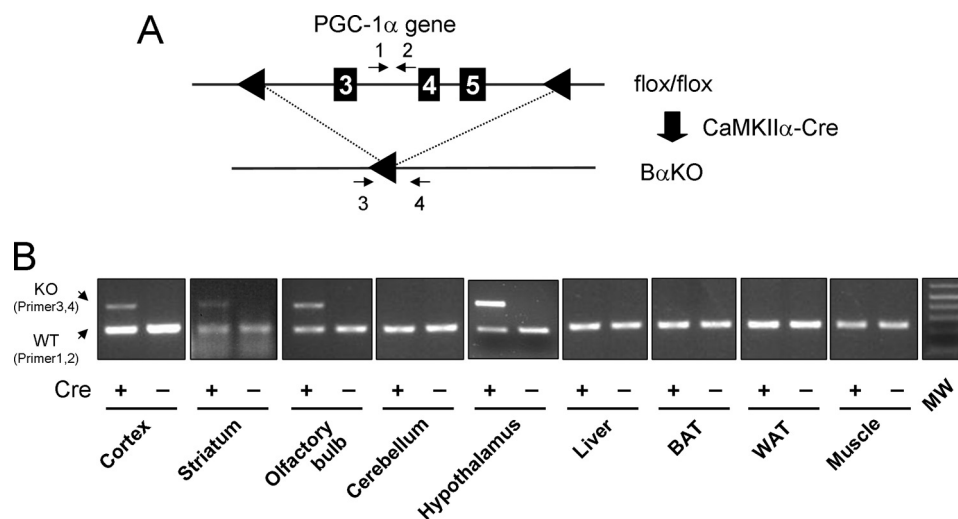 A
PGC-1α gene
1 2
3 4 5
flox/flox
CaMKIIα-Cre
BαKO
3 4
B
KO
(Primer3,4)
WT
(Primer1,2)
Cre + – + – + – + – + – + – + – + – + –
Cortex
Striatum
Olfactory
bulb
Cerebellum
Hypothalamus
Liver
BAT
WAT
Muscle
MW